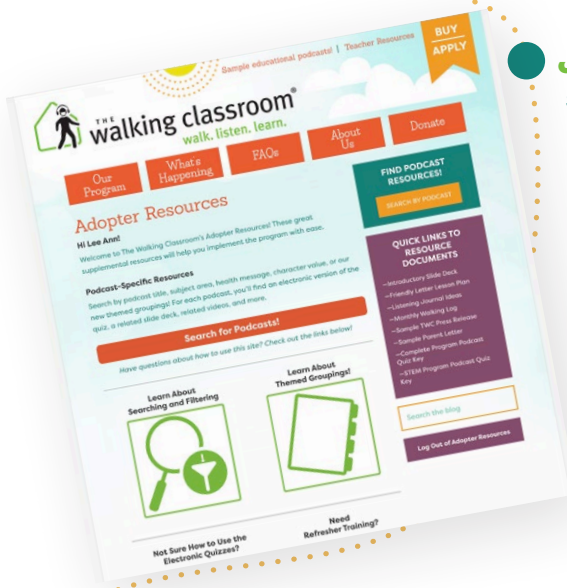 Sample educational podcasts! | Teacher Resources
BUY
APPLY
THE
walking classroom®
walk. listen. learn.
Our
Program
What's
Happening
FAQs
About
Us
Donate
Adopter Resources
Hi Lee Ann!
Welcome to The Walking Classroom's Adopter Resources! These great
supplemental resources will help you implement the program with ease.
Podcast-Specific Resources
Search by podcast title, subject area, health message, character value, or our
new themed groupings! For each podcast, you'll find an electronic version of the
quiz, a related slide deck, related videos, and more.
Search for Podcasts!
Have questions about how to use this site? Check out the links below!
Learn About
Searching and Filtering
Learn About
Themed Groupings!
Not Sure How to Use the
Electronic Quizzes?
Need
Refresher Training?
FIND PODCAST
RESOURCES!
SEARCH BY PODCAST
QUICK LINKS TO
RESOURCE
DOCUMENTS
—Introductory Slide Deck
—Friendly Letter Lesson Plan
—Listening Journal Ideas
—Monthly Walking Log
—Sample TWC Press Release
—Sample Parent Letter
—Complete Program Podcast
Quiz Key
—STEM Program Podcast Quiz
Key
Search the blog
Log Out of Adopter Resources